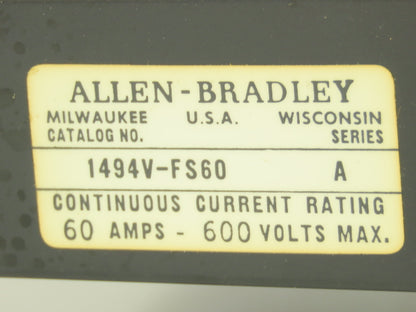 ALLEN-BRADLEY
MILWAUKEE U.S.A. WISCONSIN
CATALOG NO. SERIES
1494V-FS60 A
CONTINUOUS CURRENT RATING
60 AMPS - 600 VOLTS MAX.